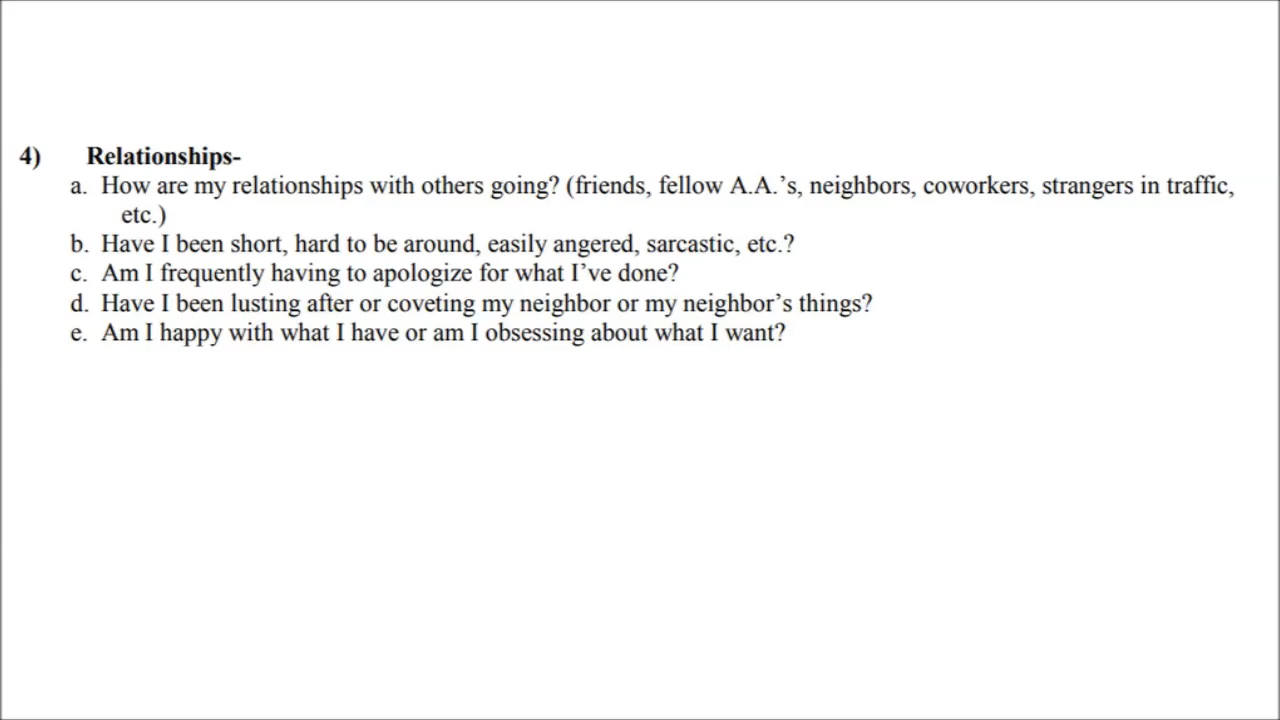 4) Relationships-
a. How are my relationships with others going? (friends, fellow A.A.’s, neighbors, coworkers, strangers in traffic,
etc.)
b. Have I been short, hard to be around, easily angered, sarcastic, etc.?
c. Am I frequently having to apologize for what I’ve done?
d. Have I been lusting after or coveting my neighbor or my neighbor’s things?
e. Am I happy with what I have or am I obsessing about what I want?